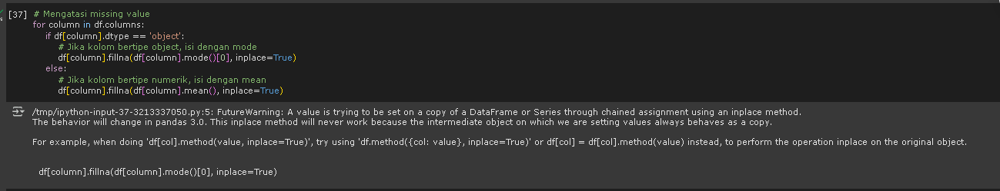 [37] # Mengatasi missing value
for column in df.columns:
    if df[column].dtype == 'object':
        # Jika kolom bertipe object, isi dengan mode
        df[column].fillna(df[column].mode()[0], inplace=True)
    else:
        # Jika kolom bertipe numerik, isi dengan mean
        df[column].fillna(df[column].mean(), inplace=True)
/tmp/ipython-input-37-3213337050.py:5: FutureWarning: A value is trying to be set on a copy of a DataFrame or Series through chained assignment using an inplace method.
The behavior will change in pandas 3.0. This inplace method will never work because the intermediate object on which we are setting values always behaves as a copy.
For example, when doing 'df[col].method(value, inplace=True)', try using 'df.method({col: value}, inplace=True)' or df[col] = df[col].method(value) instead, to perform the operation inplace on the original object.
df[column].fillna(df[column].mode()[0], inplace=True)